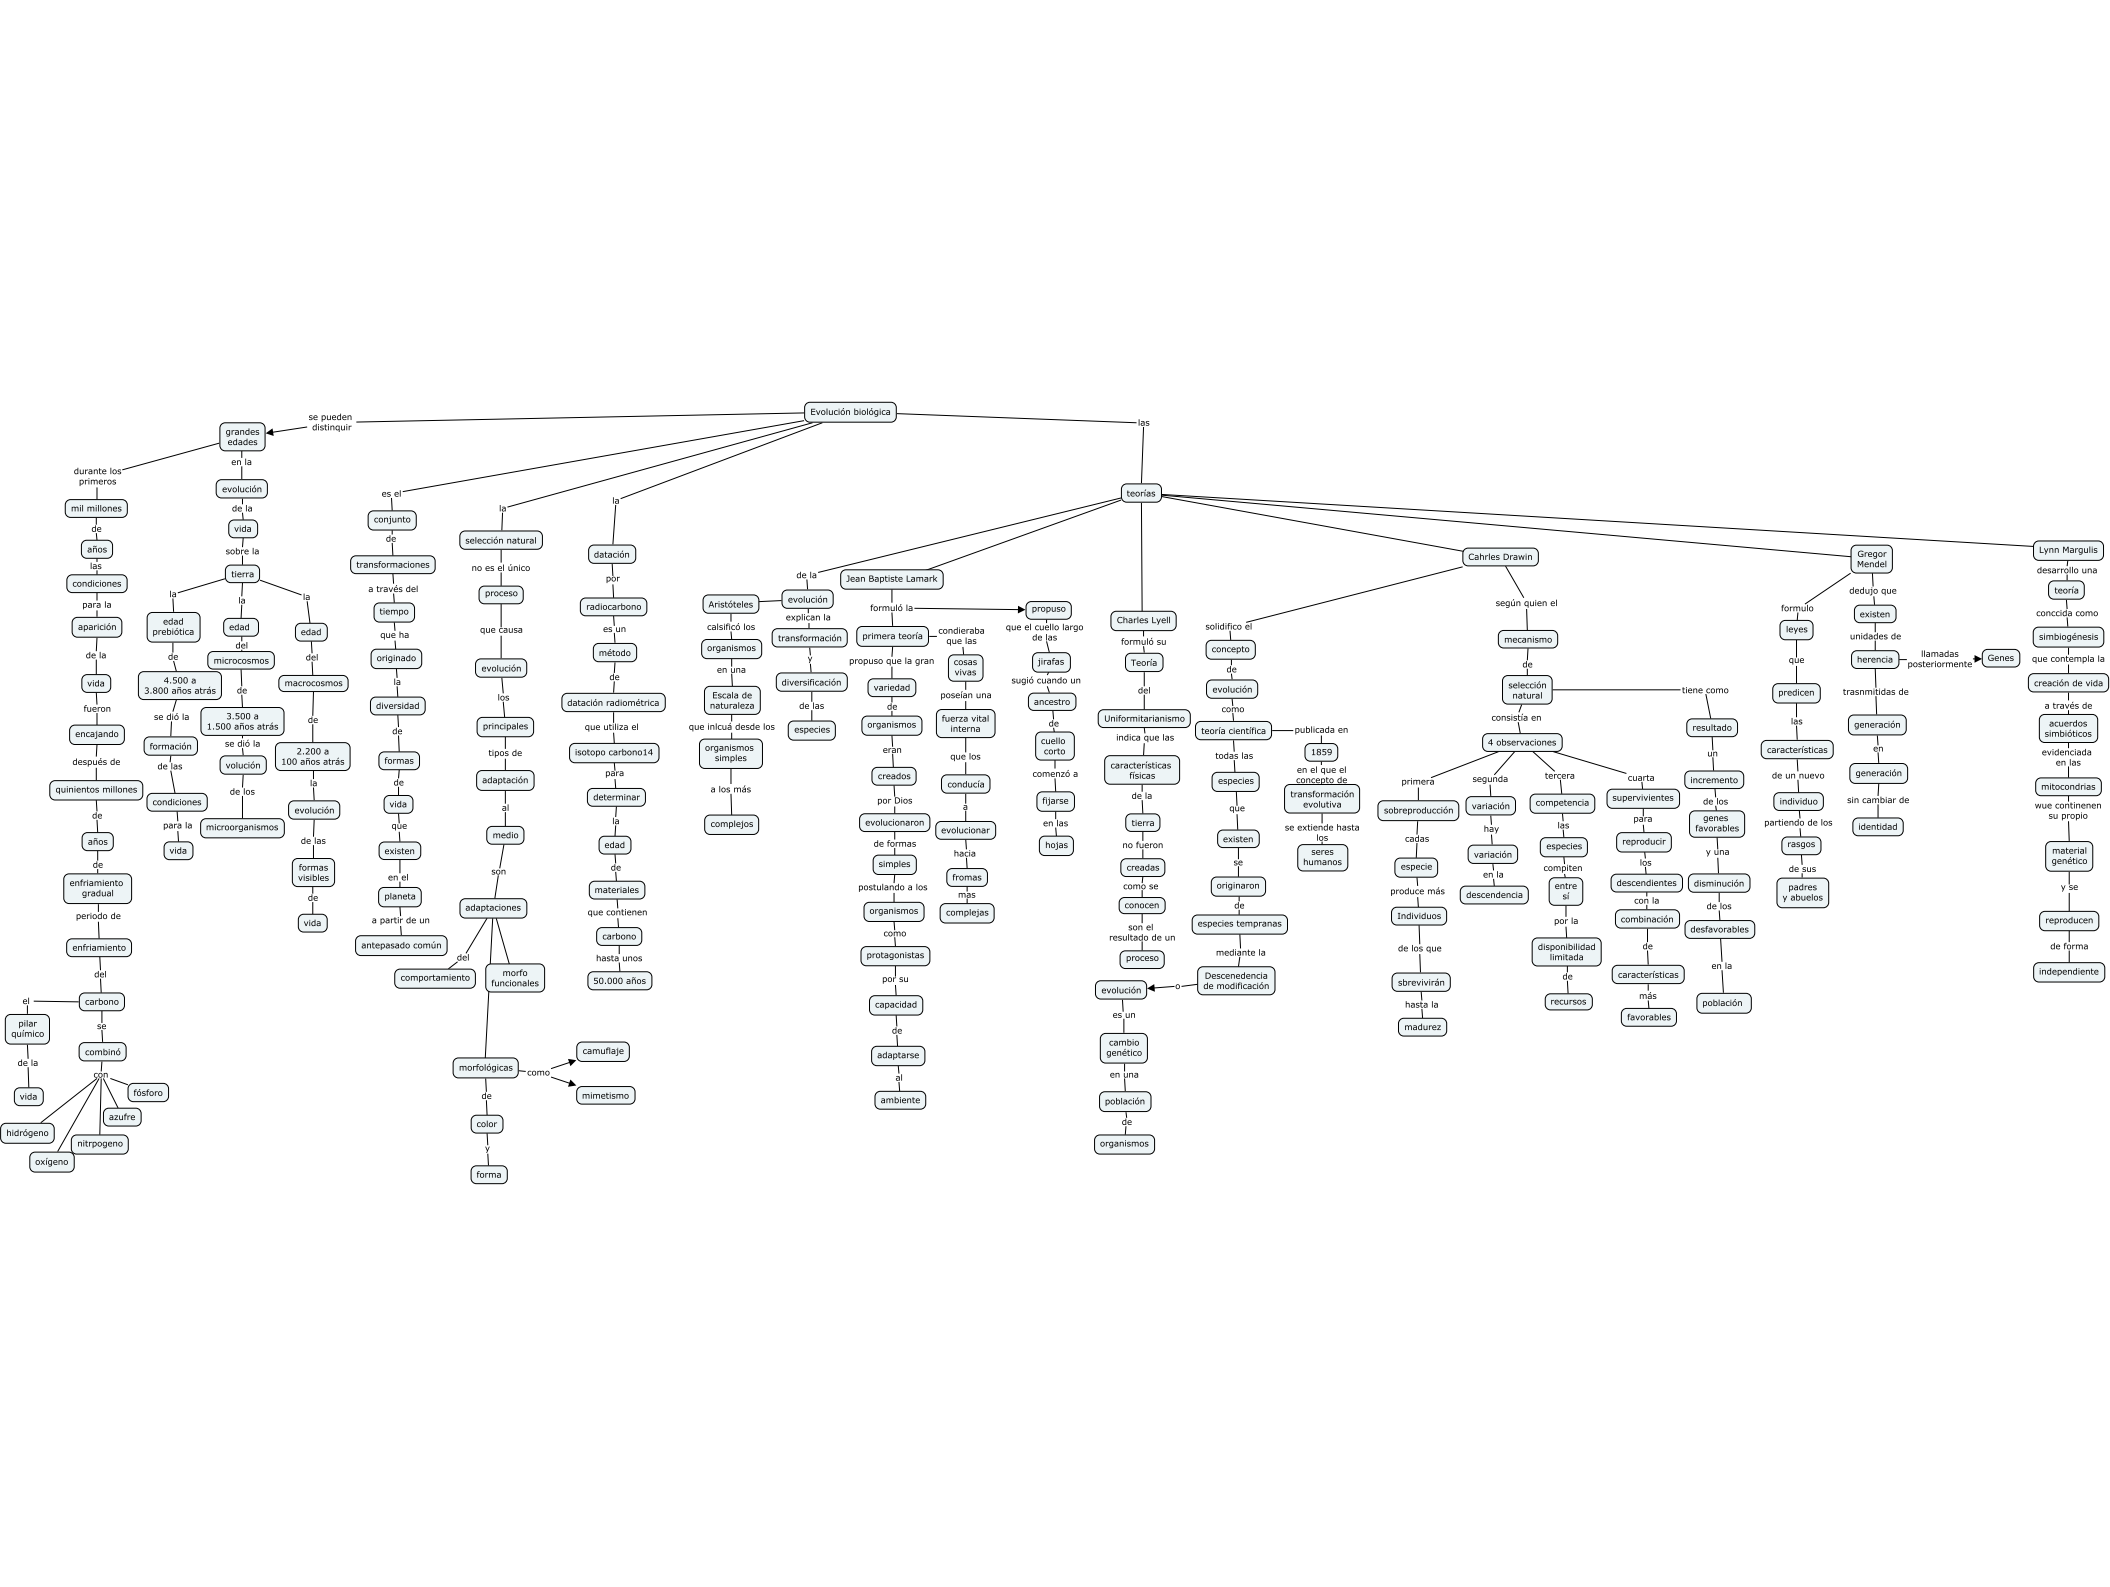 Evolución biológica
se pueden
distinquir
grandes
edades
durante los
primeros
mil millones
de
años
las
condiciones
para la
aparición
de la
vida
fueron
encajando
después de
quinientos millones
de
años
de
enfriamiento
gradual
periodo de
enfriamiento
del
carbono
el
pilar
químico
de la
vida
se
combinó
con
fósforo
azufre
nitrpogeno
hidrógeno
oxígeno
en la
evolución
de la
vida
sobre la
tierra
la
edad
prebiótica
de
4.500 a
3.800 años atrás
se dió la
formación
de las
condiciones
para la
vida
la
edad
del
microcosmos
de
3.500 a
1.500 años atrás
se dió la
volución
de los
microorganismos
la
edad
del
macrocosmos
de
2.200 a
100 años atrás
la
evolución
de las
formas
visibles
de
vida
es el
conjunto
de
transformaciones
a través del
tiempo
que ha
originado
la
diversidad
de
formas
de
vida
que
existen
en el
planeta
a partir de un
antepasado común
la
selección natural
no es el único
proceso
que causa
evolución
los
principales
tipos de
adaptación
al
medio
son
adaptaciones
del
comportamiento
morfo
funcionales
morfológicas
como
camuflaje
mimetismo
de
color
y
forma
la
datación
por
radiocarbono
es un
método
de
datación radiométrica
que utiliza el
isotopo carbono14
para
determinar
la
edad
de
materiales
que contienen
carbono
hasta unos
50.000 años
las
teorías
de la
evolución
Aristóteles
calsificó los
organismos
en una
Escala de
naturaleza
que inlcuá desde los
organismos
simples
a los más
complejos
explican la
transformación
y
diversificación
de las
especies
Jean Baptiste Lamark
formuló la
primera teoría
propuso que la gran
variedad
de
organismos
eran
creados
por Dios
evolucionaron
de formas
simples
postulando a los
organismos
como
protagonistas
por su
capacidad
de
adaptarse
al
ambiente
condieraba
que las
cosas
vivas
poseían una
fuerza vital
interna
que los
conducía
a
evolucionar
hacia
fromas
más
complejas
propuso
que el cuello largo
de las
jirafas
sugió cuando un
ancestro
de
cuello
corto
comenzó a
fijarse
en las
hojas
Charles Lyell
formuló su
Teoría
del
Uniformitarianismo
indica que las
características
físicas
de la
tierra
no fueron
creadas
como se
conocen
son el
resultado de un
proceso
Cahrles Drawin
solidifico el
concepto
de
evolución
como
teoría científica
publicada en
1859
en el que el
concepto de
transformación
evolutiva
se extiende hasta
los
seres
humanos
todas las
especies
que
existen
se
originaron
de
especies tempranas
mediante la
Descenedencia
de modificación
o
evolución
es un
cambio
genético
en una
población
de
organismos
según quien el
mecanismo
de
selección
natural
consistía en
4 observaciones
primera
sobreproducción
cadas
especie
produce más
Individuos
de los que
sbrevivirán
hasta la
madurez
segunda
variación
hay
variación
en la
descendencia
tercera
competencia
las
especies
compiten
entre
sí
por la
disponibilidad
limitada
de
recursos
cuarta
supervivientes
para
reproducir
los
descendientes
con la
combinación
de
características
más
favorables
tiene como
resultado
un
incremento
de los
genes
favorables
y una
disminución
de los
desfavorables
en la
población
Gregor
Mendel
formulo
leyes
que
predicen
las
características
de un nuevo
individuo
partiendo de los
rasgos
de sus
padres
y abuelos
dedujo que
existen
unidades de
herencia
llamadas
posteriormente
Genes
trasnmitidas de
generación
en
generación
sin cambiar de
identidad
Lynn Margulis
desarrollo una
teoría
conccida como
simbiogénesis
que contempla la
creación de vida
a través de
acuerdos
simbióticos
evidenciada
en las
mitocondrias
wue continenen
su propio
material
genético
y se
reproducen
de forma
independiente